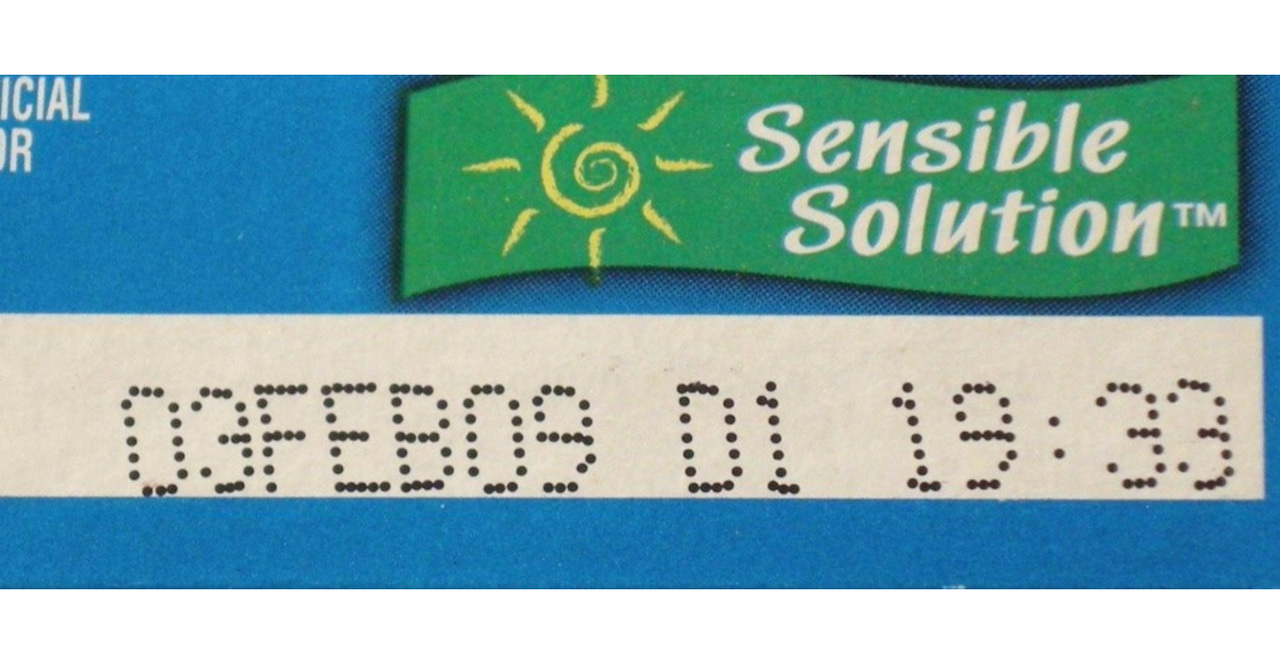 ICIAL
OR
Sensible
Solution™
03FEB09 D1 19:33